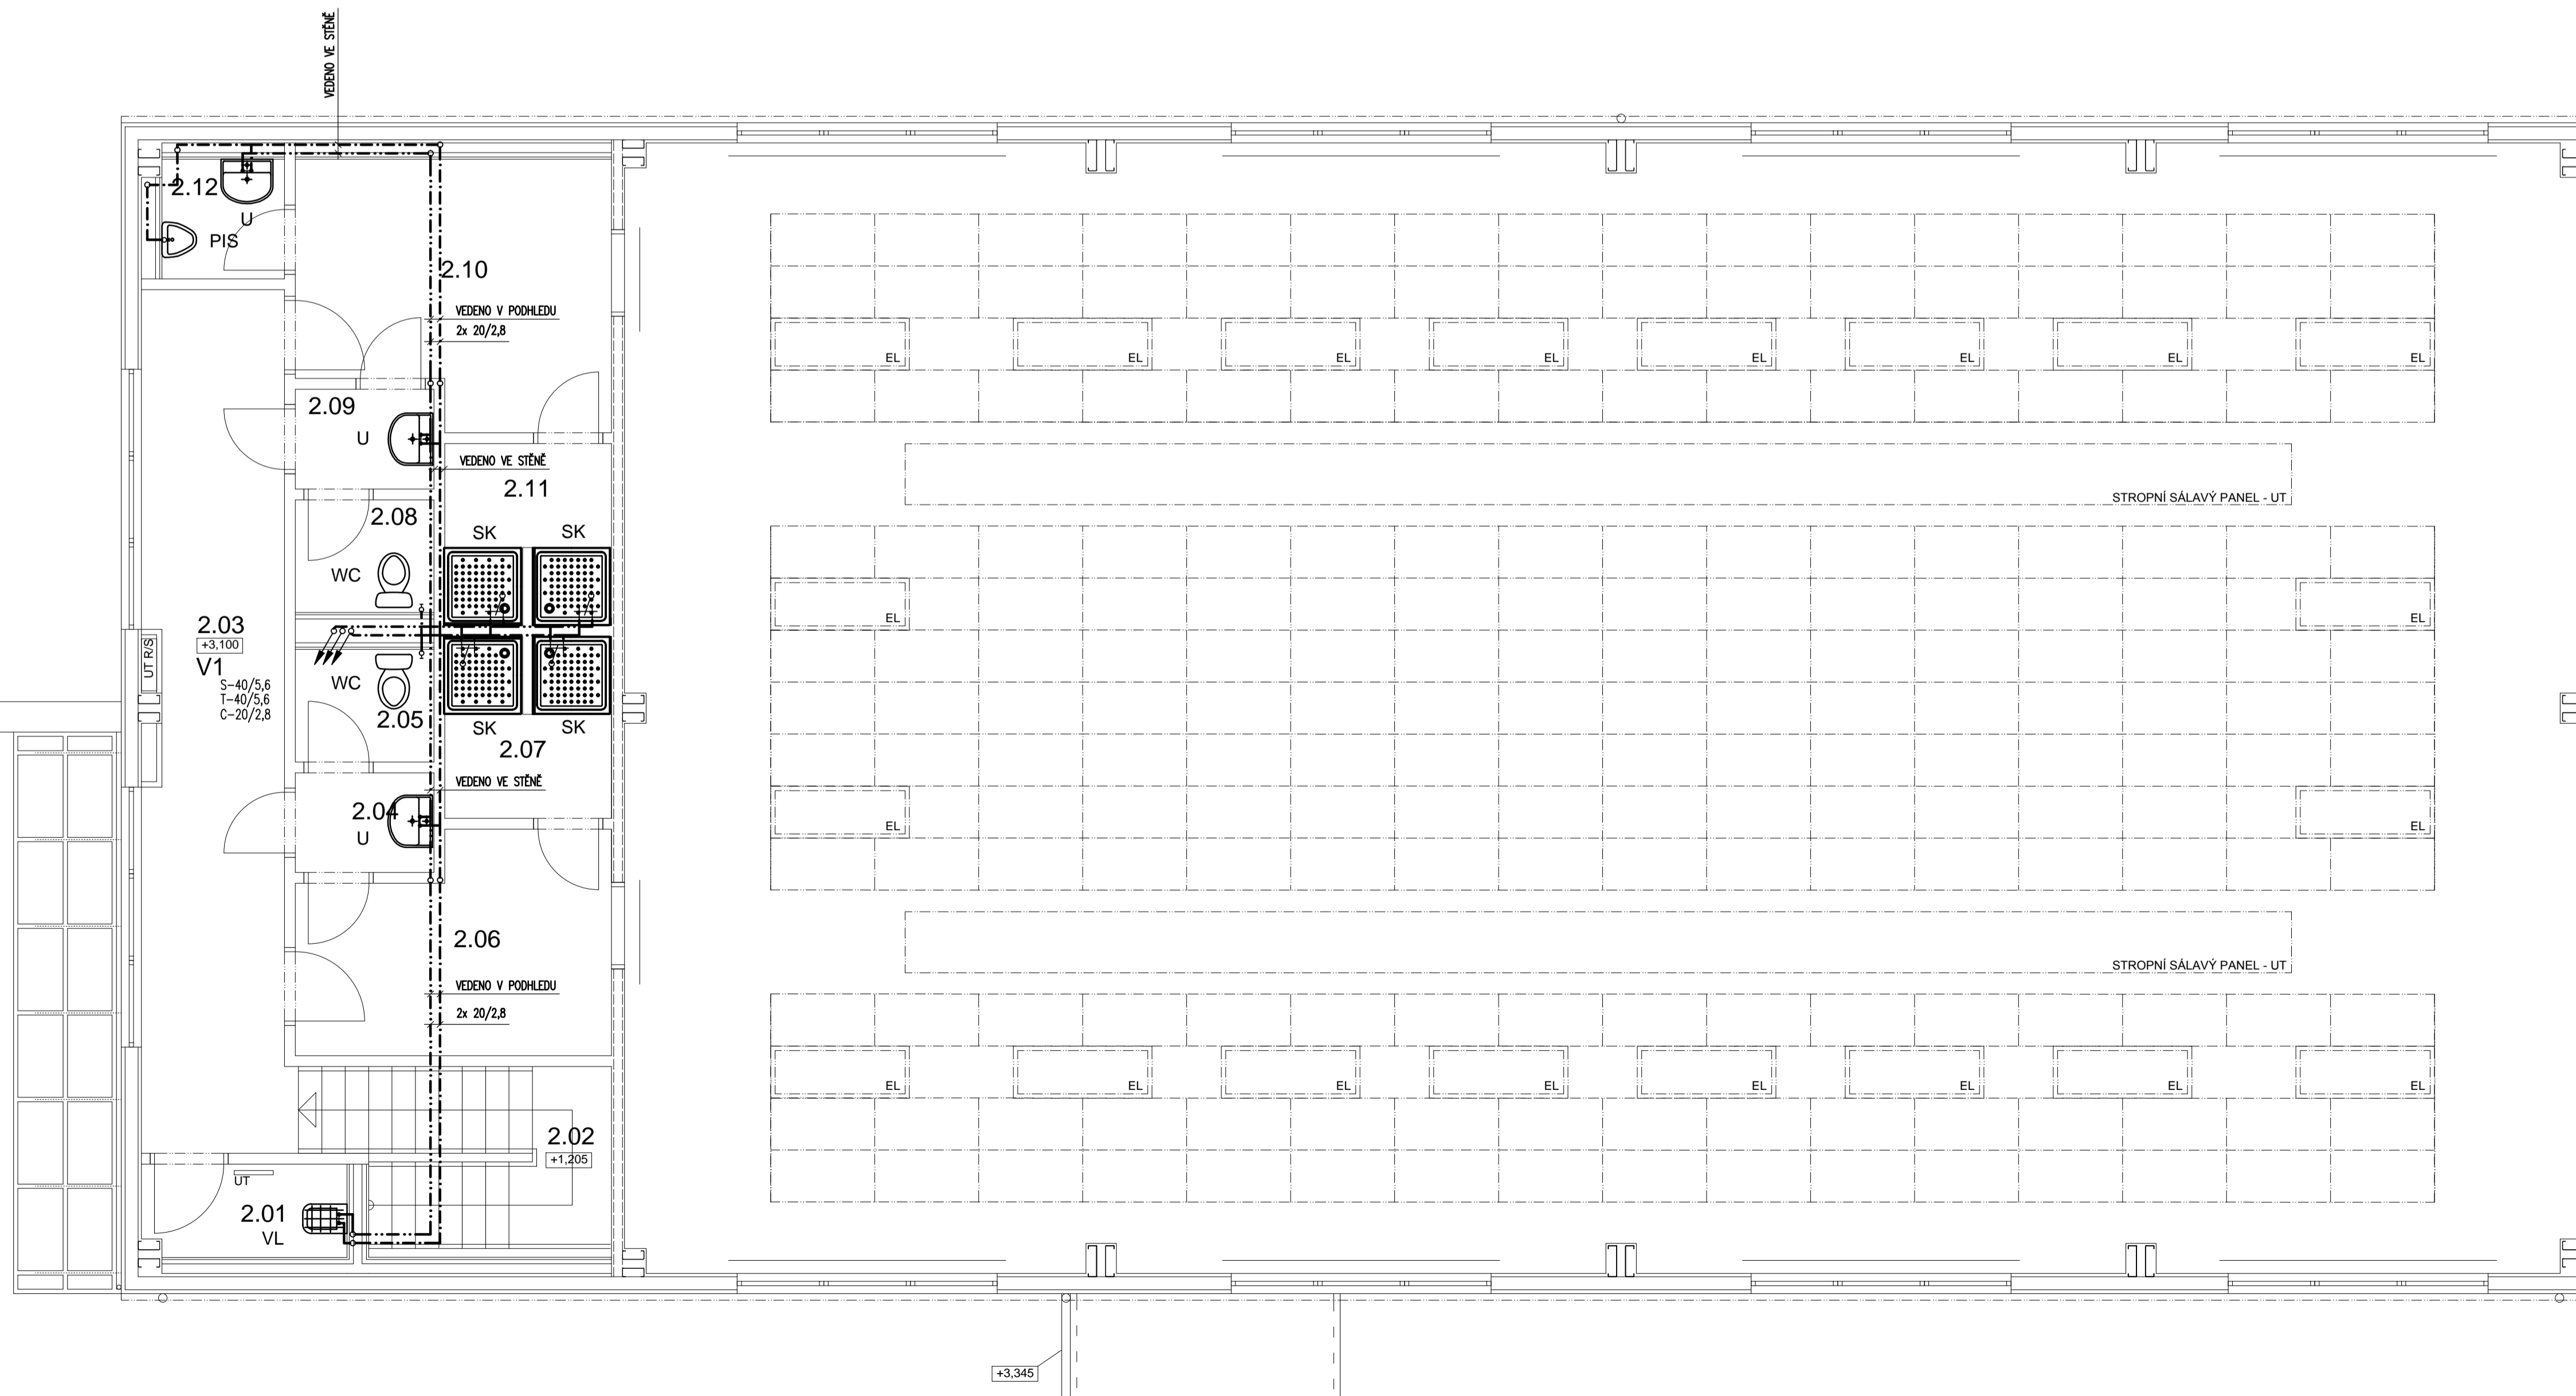 VEDENO VE STĚNĚ
2.12
U
PIS
2.10
VEDENO V PODHLEDU
2x 20/2,8
EL
EL
EL
EL
EL
EL
EL
EL
2.09
U
VEDENO VE STĚNĚ
2.11
STROPNÍ SÁLAVÝ PANEL - UT
2.08
SK
SK
WC
EL
EL
2.03
+3,100
UT R/S
V1
S-40/5,6
T-40/5,6
C-20/2,8
WC
2.05
SK
SK
2.07
VEDENO VE STĚNĚ
2.04
U
EL
EL
2.06
STROPNÍ SÁLAVÝ PANEL - UT
VEDENO V PODHLEDU
2x 20/2,8
EL
EL
EL
EL
EL
EL
EL
EL
2.02
+1,205
UT
2.01
VL
+3,345